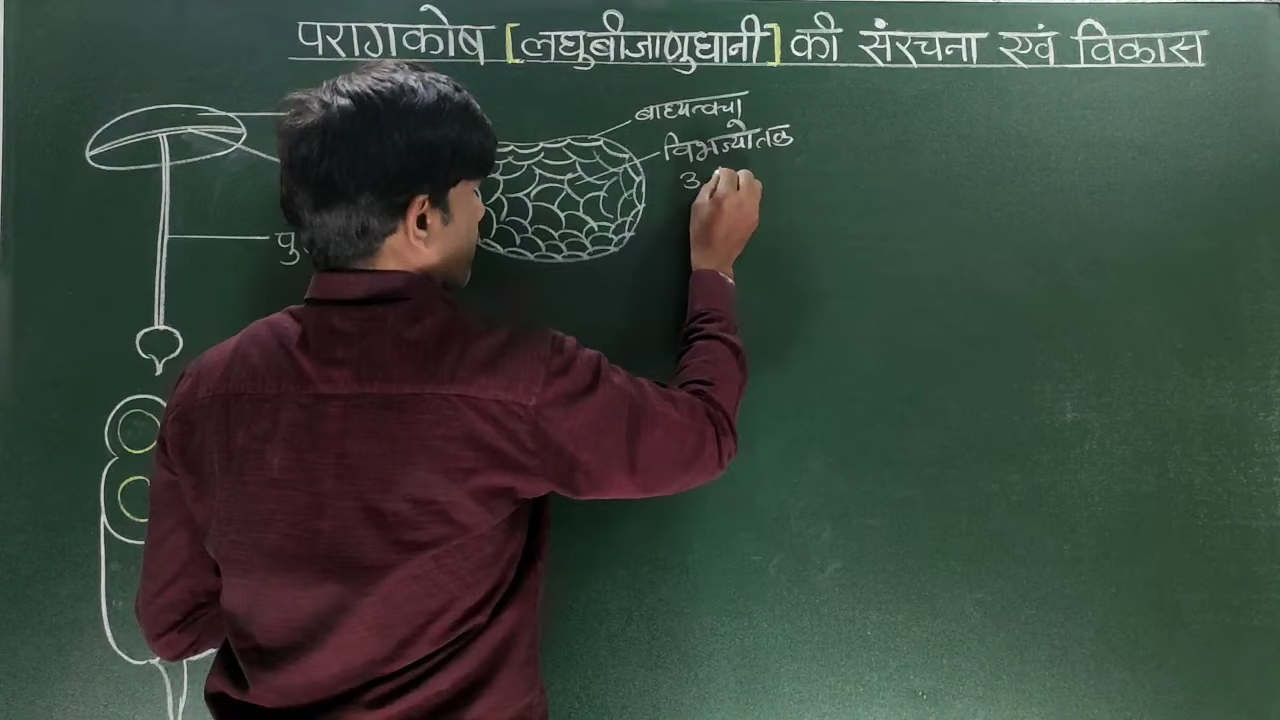 परागकोष [लघुबीजाणुधानी] की संरचना एवं विकास
बाह्यत्वचा
विभज्योतक
पु